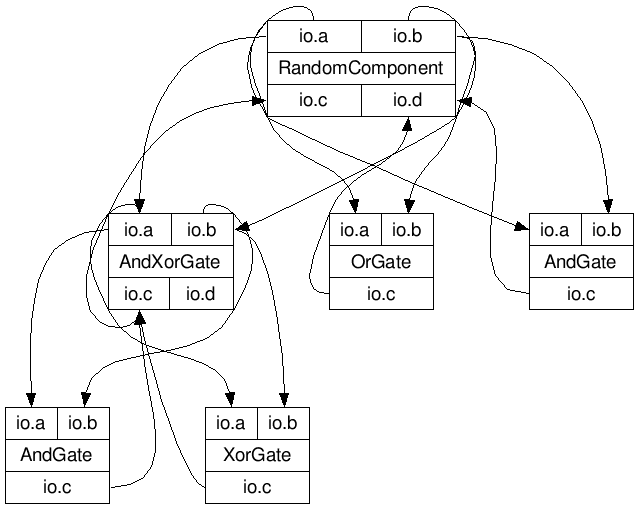 io.a io.b
RandomComponent
io.c io.d
io.a io.b
AndXorGate
io.c io.d
io.a io.b
OrGate
io.c
io.a io.b
AndGate
io.c
io.a io.b
AndGate
io.c
io.a io.b
XorGate
io.c